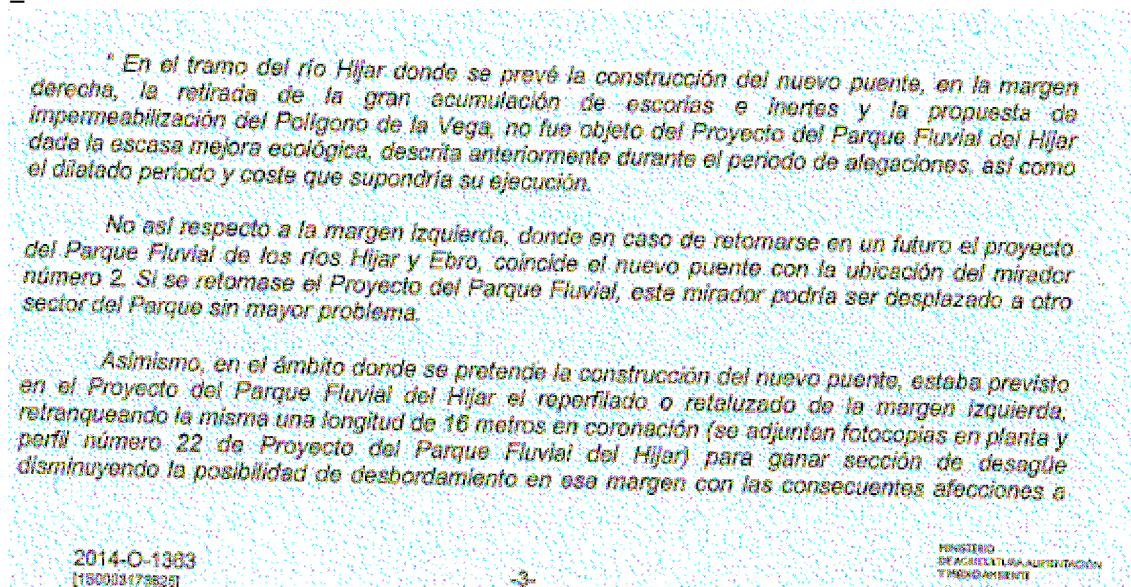 " En el tramo del río Hijar donde se prevé la construcción del nuevo puente, en la margen
derecha, la retirada de la gran acumulación de escorias e inertes y la propuesta de
impermeabilización del Polígono de la Vega, no fue objeto del Proyecto del Parque Fluvial del Hijar
dada la escasa mejora ecológica, descrita anteriormente durante el periodo de alegaciones, así como
el dilatado periodo y coste que supondría su ejecución.
No así respecto a la margen izquierda, donde en caso de retomarse en un futuro el proyecto
del Parque Fluvial de los ríos Hijar y Ebro, coincide el nuevo puente con la ubicación del mirador
número 2. Si se retomase el Proyecto del Parque Fluvial, este mirador podría ser desplazado a otro
sector del Parque sin mayor problema.
Asimismo, en el ámbito donde se pretende la construcción del nuevo puente, estaba previsto
en el Proyecto del Parque Fluvial del Hijar el reperfilado o retaluzado de la margen izquierda,
retranqueando la misma una longitud de 16 metros en coronación (se adjuntan fotocopias en planta y
perfil número 22 de Proyecto del Parque Fluvial del Hijar) para ganar sección de desagüe
disminuyendo la posibilidad de desbordamiento en esa margen con las consecuentes afecciones a
2014-O-1363
-3-
MINISTERIO
DE AGRICULTURA, ALIMENTACIÓN
Y MEDIO AMBIENTE